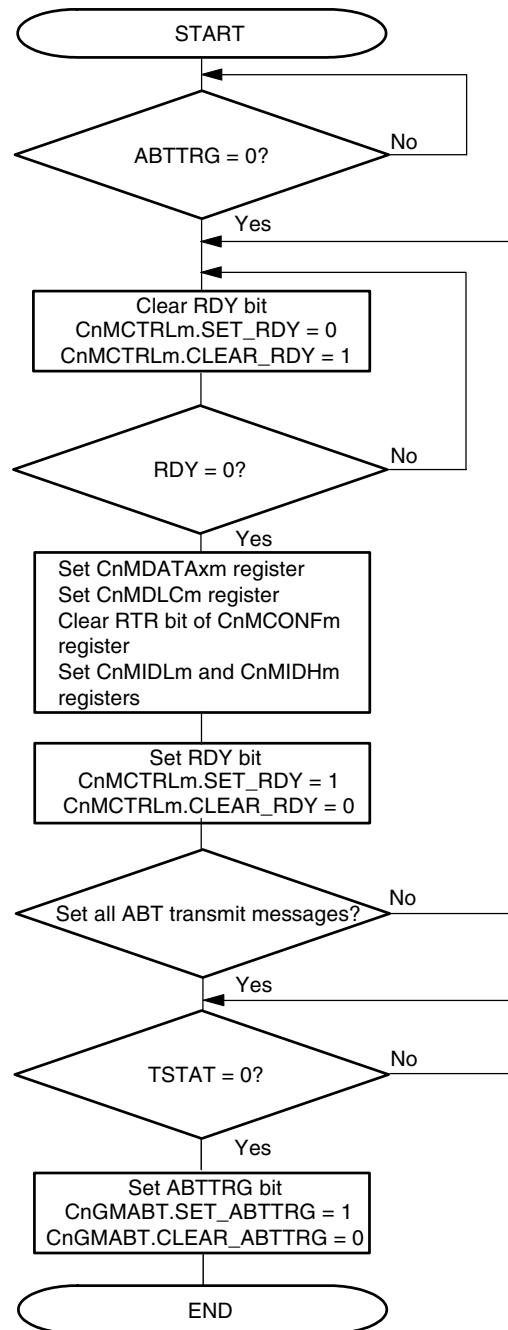 START
ABTTRG = 0?
No
Yes
Clear RDY bit
CnMCTRLm.SET_RDY = 0
CnMCTRLm.CLEAR_RDY = 1
RDY = 0?
No
Yes
Set CnMDATAxm register
Set CnMDLCm register
Clear RTR bit of CnMCONFm
register
Set CnMIDLm and CnMIDHm
registers
Set RDY bit
CnMCTRLm.SET_RDY = 1
CnMCTRLm.CLEAR_RDY = 0
Set all ABT transmit messages?
No
Yes
TSTAT = 0?
No
Yes
Set ABTTRG bit
CnGMABT.SET_ABTTRG = 1
CnGMABT.CLEAR_ABTTRG = 0
END